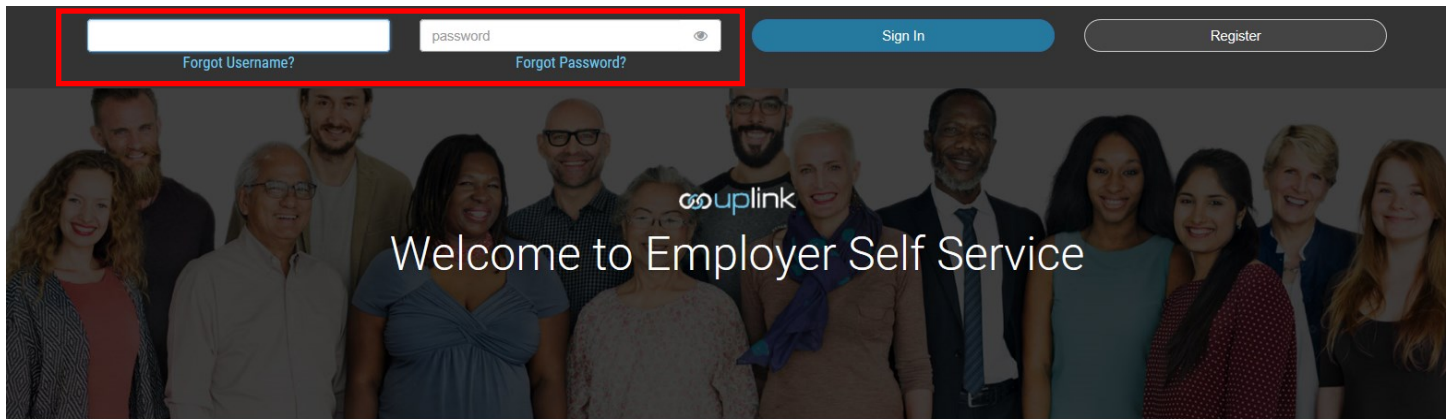 password
Sign In
Register
Forgot Username?
Forgot Password?
uplink
Welcome to Employer Self Service